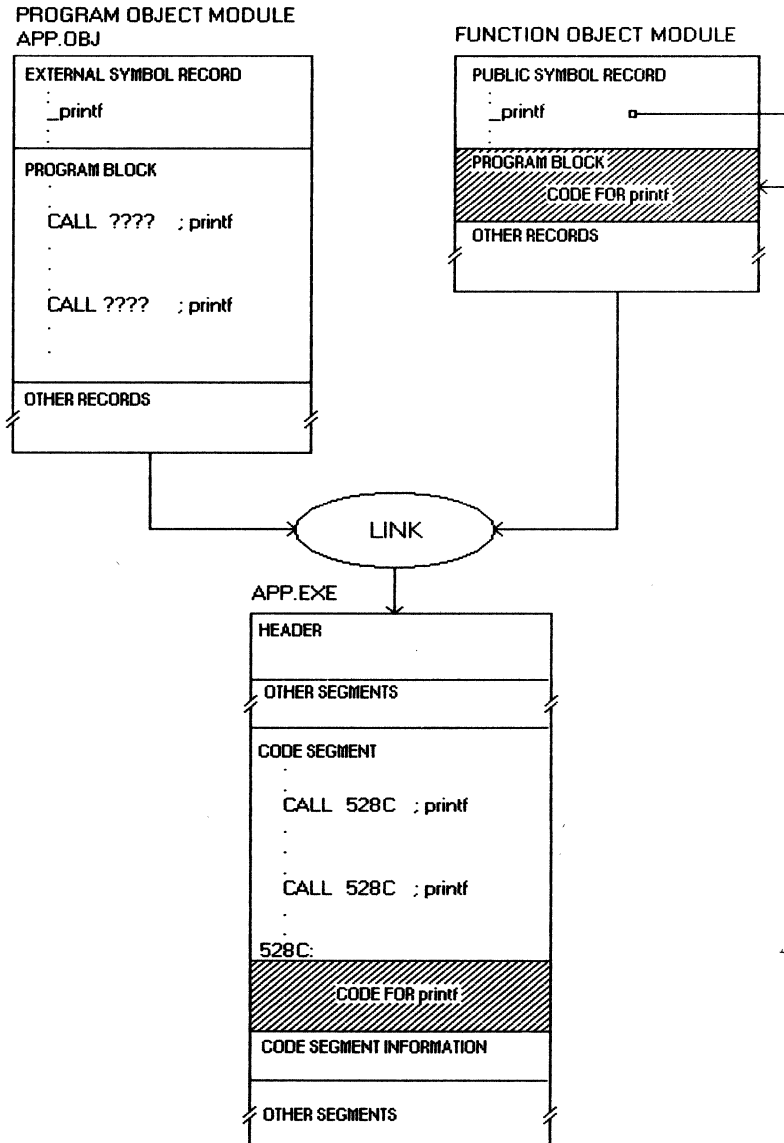 PROGRAM OBJECT MODULE
APP.OBJ
EXTERNAL SYMBOL RECORD
_printf
PROGRAM BLOCK
CALL ???? ; printf
CALL ???? ; printf
OTHER RECORDS
FUNCTION OBJECT MODULE
PUBLIC SYMBOL RECORD
_printf
PROGRAM BLOCK
CODE FOR printf
OTHER RECORDS
LINK
APP.EXE
HEADER
OTHER SEGMENTS
CODE SEGMENT
CALL 528C ; printf
CALL 528C ; printf
528C:
CODE FOR printf
CODE SEGMENT INFORMATION
OTHER SEGMENTS